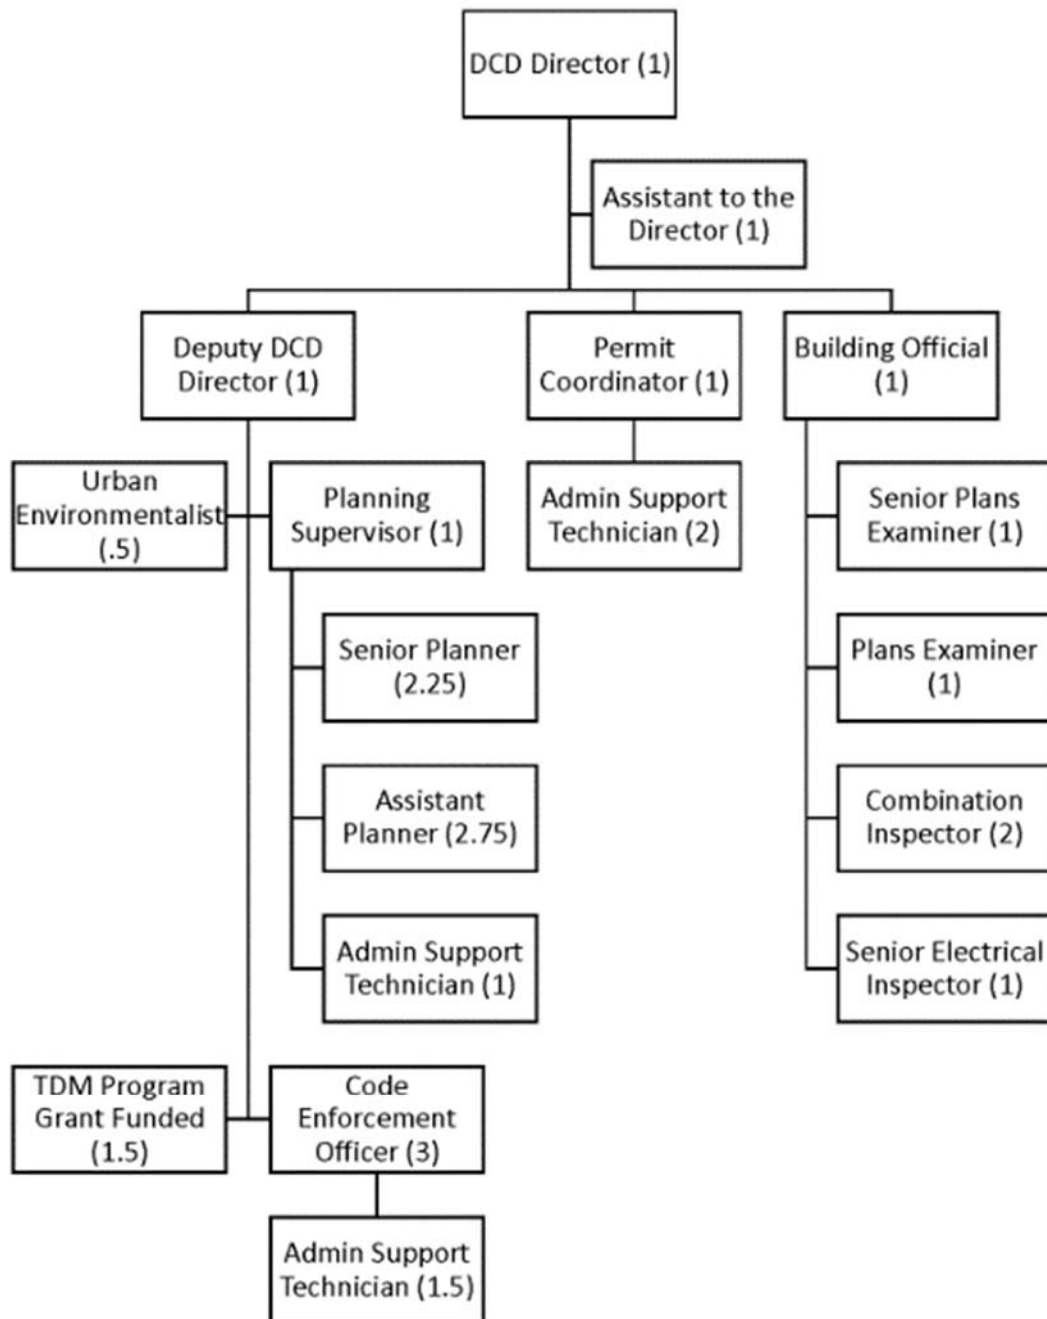 DCD Director (1)
Assistant to the
Director (1)
Deputy DCD
Director (1)
Permit
Coordinator (1)
Building Official
(1)
Urban
Environmentalist
(.5)
Planning
Supervisor (1)
Admin Support
Technician (2)
Senior Plans
Examiner (1)
Senior Planner
(2.25)
Plans Examiner
(1)
Assistant
Planner (2.75)
Combination
Inspector (2)
Admin Support
Technician (1)
Senior Electrical
Inspector (1)
TDM Program
Grant Funded
(1.5)
Code
Enforcement
Officer (3)
Admin Support
Technician (1.5)